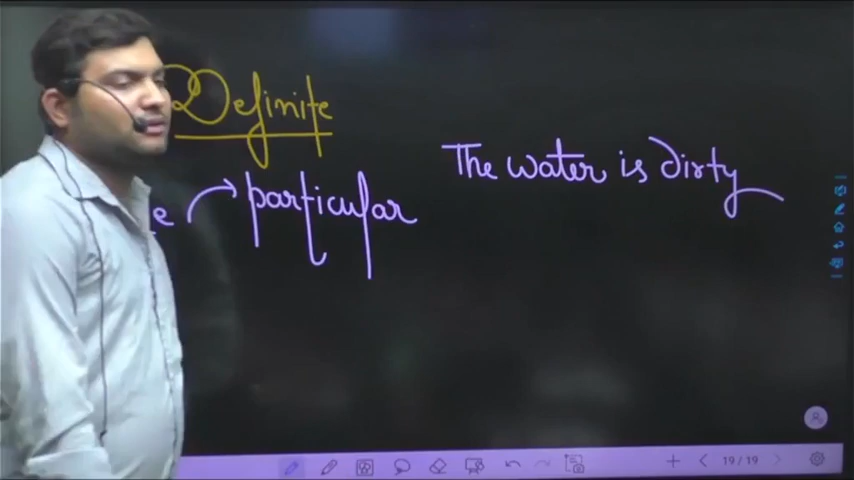 Definite
e → particular
The water is dirty
19/19